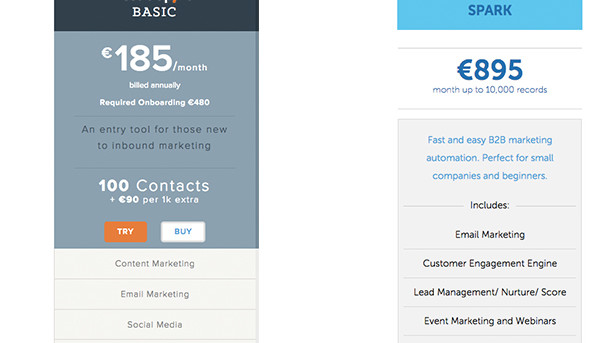 BASIC
€185/month
billed annually
Required Onboarding €480
An entry tool for those new
to inbound marketing
100 Contacts
+ €90 per 1k extra
TRY
BUY
Content Marketing
Email Marketing
Social Media
SPARK
€895
month up to 10,000 records
Fast and easy B2B marketing
automation. Perfect for small
companies and beginners.
Includes:
Email Marketing
Customer Engagement Engine
Lead Management/ Nurture/ Score
Event Marketing and Webinars